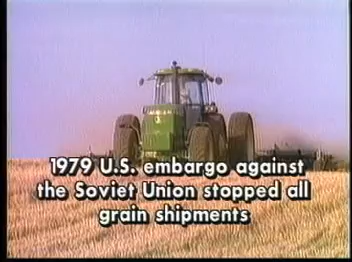 1979 U.S. embargo against
the Soviet Union stopped all
grain shipments